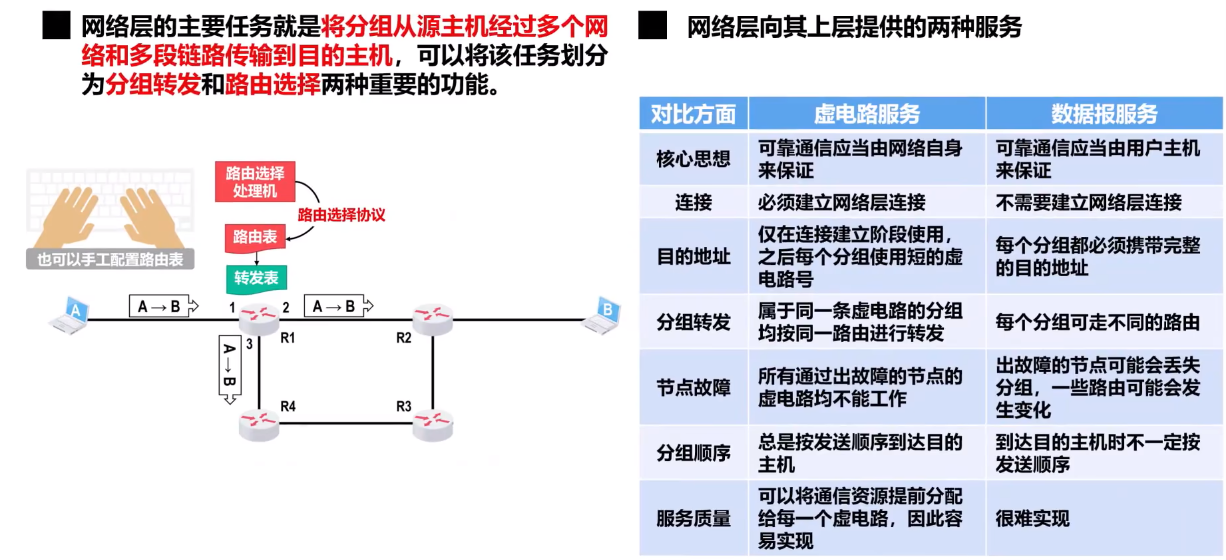 网络层的主要任务就是将分组从源主机经过多个网
络和多段链路传输到目的主机，可以将该任务划分
为分组转发和路由选择两种重要的功能。
路由选择
处理机
路由选择协议
路由表
也可以手工配置路由表
转发表
A
A→B
1
2
A→B
B
3
R1
R2
A→B
R4
R3
网络层向其上层提供的两种服务
对比方面
虚电路服务
数据报服务
核心思想
可靠通信应当由网络自身
来保证
可靠通信应当由用户主机
来保证
连接
必须建立网络层连接
不需要建立网络层连接
目的地址
仅在连接建立阶段使用，
之后每个分组使用短的虚
电路号
每个分组都必须携带完整
的目的地址
分组转发
属于同一条虚电路的分组
均按同一路由进行转发
每个分组可走不同的路由
节点故障
所有通过出故障的节点的
虚电路均不能工作
出故障的节点可能会丢失
分组，一些路由可能会发
生变化
分组顺序
总是按发送顺序到达目的
主机
到达目的主机时不一定按
发送顺序
服务质量
可以将通信资源提前分配
给每一个虚电路，因此容
易实现
很难实现